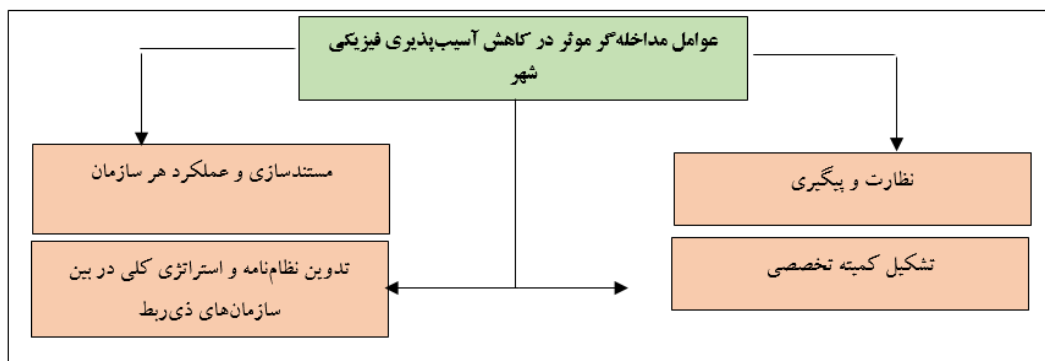 عوامل مداخله‌گر موثر در کاهش آسیب‌پذیری فیزیکی
شهر
نظارت و پیگیری
مستندسازی و عملکرد هر سازمان
تشکیل کمیته تخصصی
تدوین نظام‌نامه و استراتژی کلی در بین
سازمان‌های ذی‌ربط